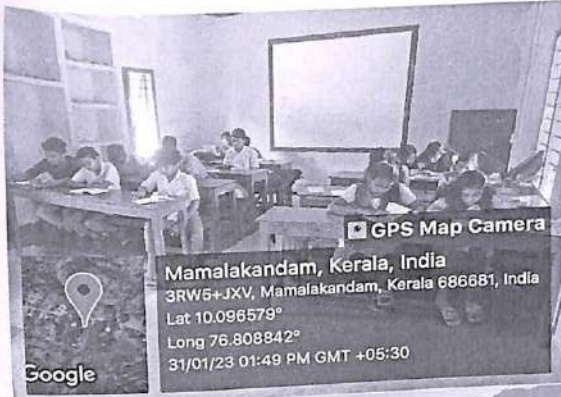 GPS Map Camera
Mamalakandam, Kerala, India
3RW5+JXV, Mamalakandam, Kerala 686681, India
Lat 10.096579°
Long 76.808842°
31/01/23 01:49 PM GMT +05:30
Google